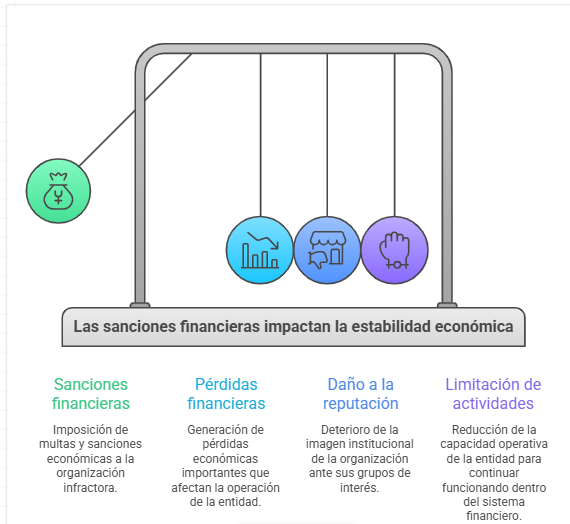 Las sanciones financieras impactan la estabilidad económica
Sanciones
financieras
Imposición de
multas y sanciones
económicas a la
organización
infractora.
Pérdidas
financieras
Generación de
pérdidas
económicas
importantes que
afectan la operación
de la entidad.
Daño a la
reputación
Deterioro de la
imagen institucional
de la organización
ante sus grupos de
interés.
Limitación de
actividades
Reducción de la
capacidad operativa
de la entidad para
continuar
funcionando dentro
del sistema
financiero.